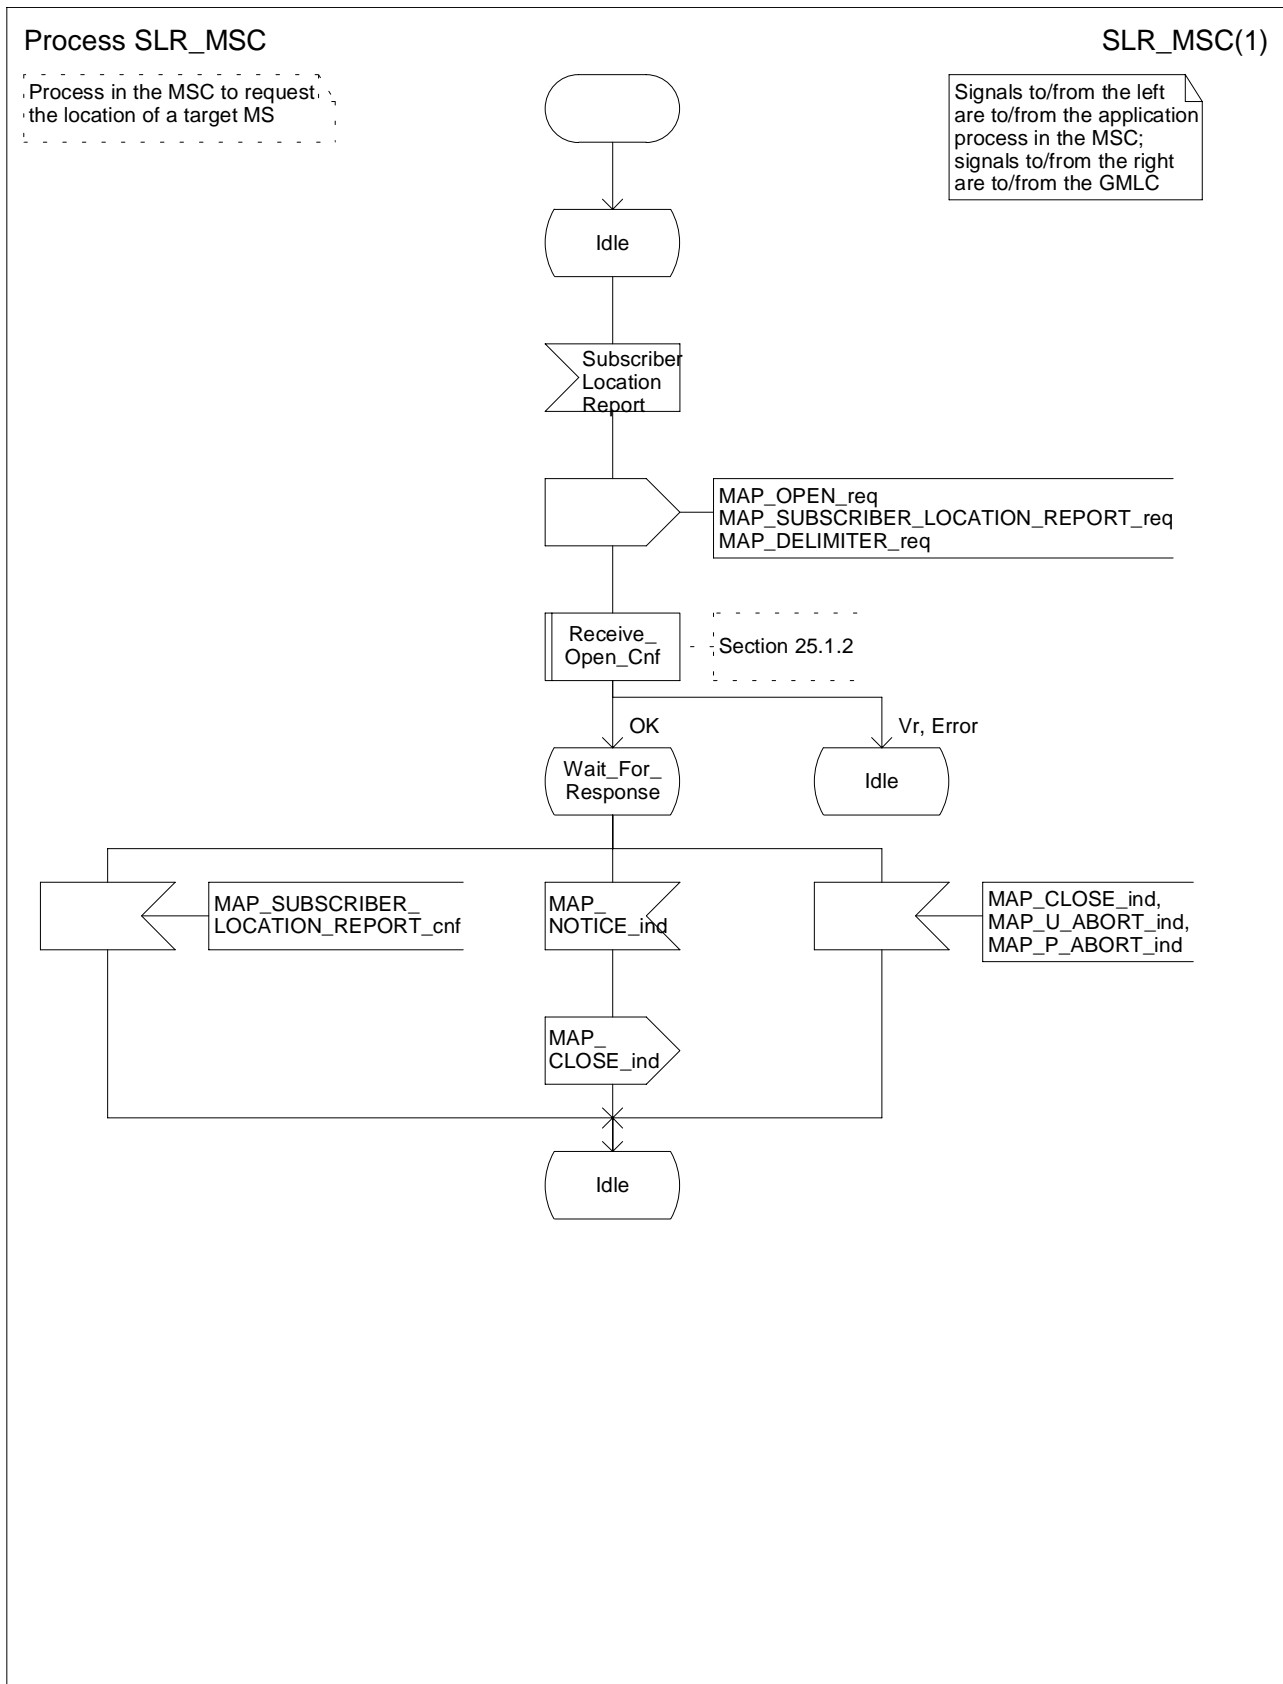 Process SLR_MSC
SLR_MSC(1)
Process in the MSC to request
the location of a target MS
Signals to/from the left
are to/from the application
process in the MSC;
signals to/from the right
are to/from the GMLC
Idle
Subscriber
Location
Report
MAP_OPEN_req
MAP_SUBSCRIBER_LOCATION_REPORT_req
MAP_DELIMITER_req
Receive_
Open_Cnf
Section 25.1.2
OK
Vr, Error
Wait_For_
Response
Idle
MAP_SUBSCRIBER_
LOCATION_REPORT_cnf
MAP_
NOTICE_ind
MAP_CLOSE_ind,
MAP_U_ABORT_ind,
MAP_P_ABORT_ind
MAP_
CLOSE_ind
Idle